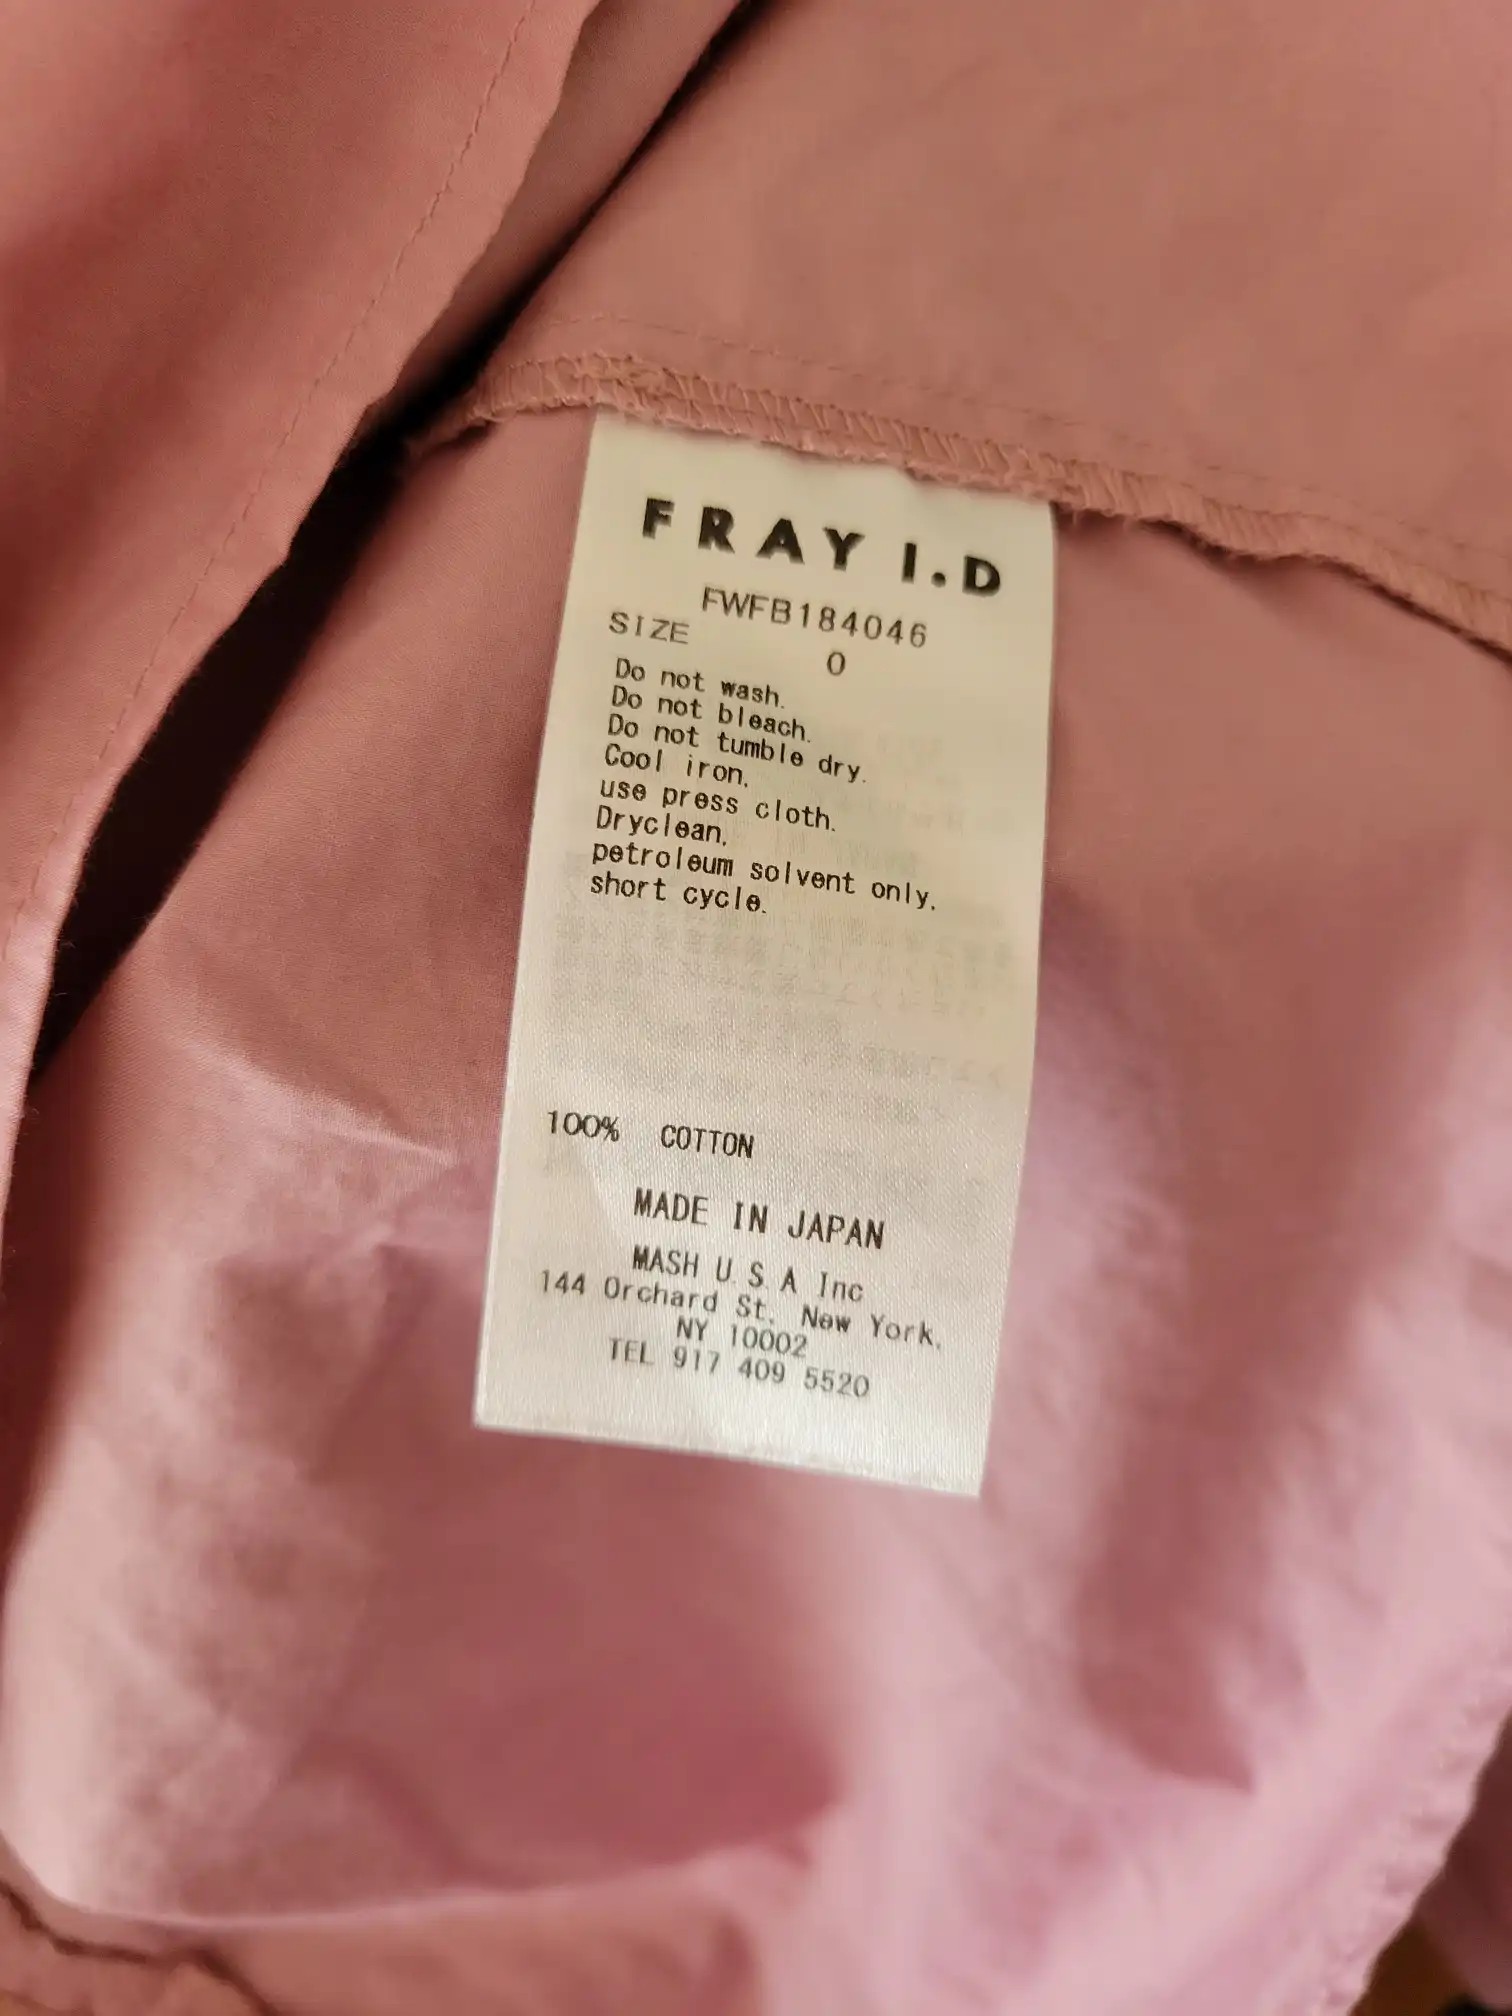 FRAY I.D
FWFB184046
SIZE
0
Do not wash.
Do not bleach.
Do not tumble dry.
Cool iron.
use press cloth.
Dryclean.
petroleum solvent only.
short cycle.
100% COTTON
MADE IN JAPAN
MASH U.S.A Inc
144 Orchard St. New York.
NY 10002
TEL 917 409 5520